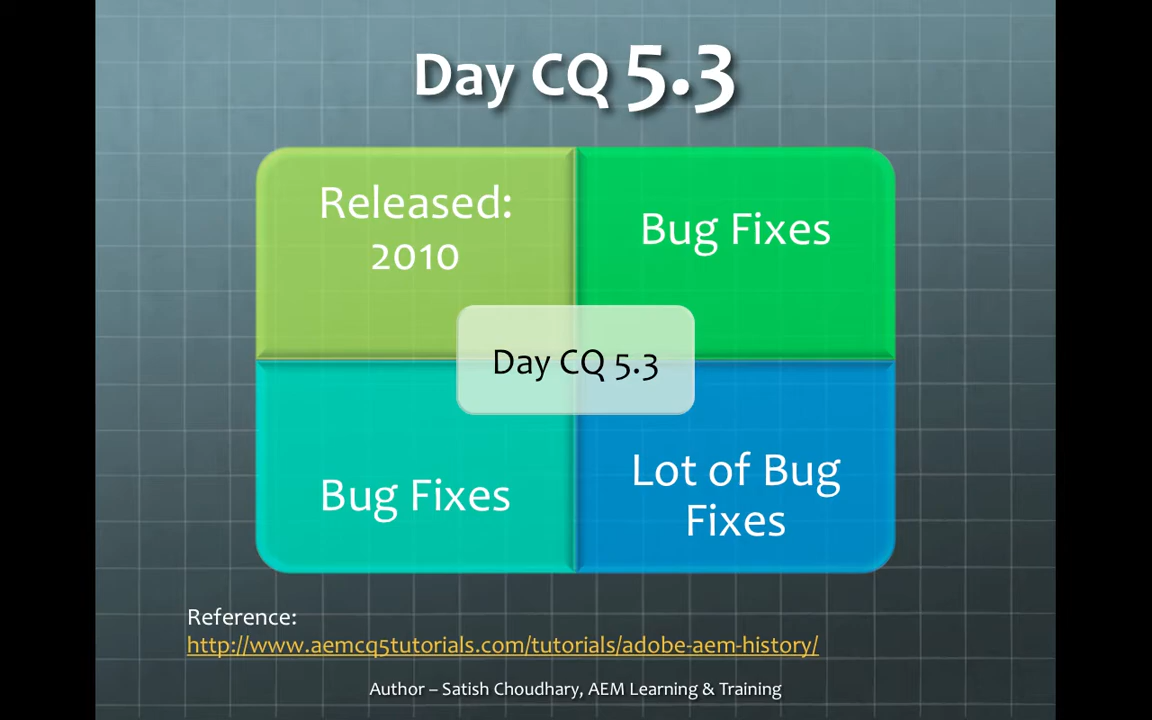 Day CQ 5.3
Released:
2010
Bug Fixes
Day CQ 5.3
Bug Fixes
Lot of Bug
Fixes
Reference:
http://www.aemcq5tutorials.com/tutorials/adobe-aem-history/
Author – Satish Choudhary, AEM Learning & Training